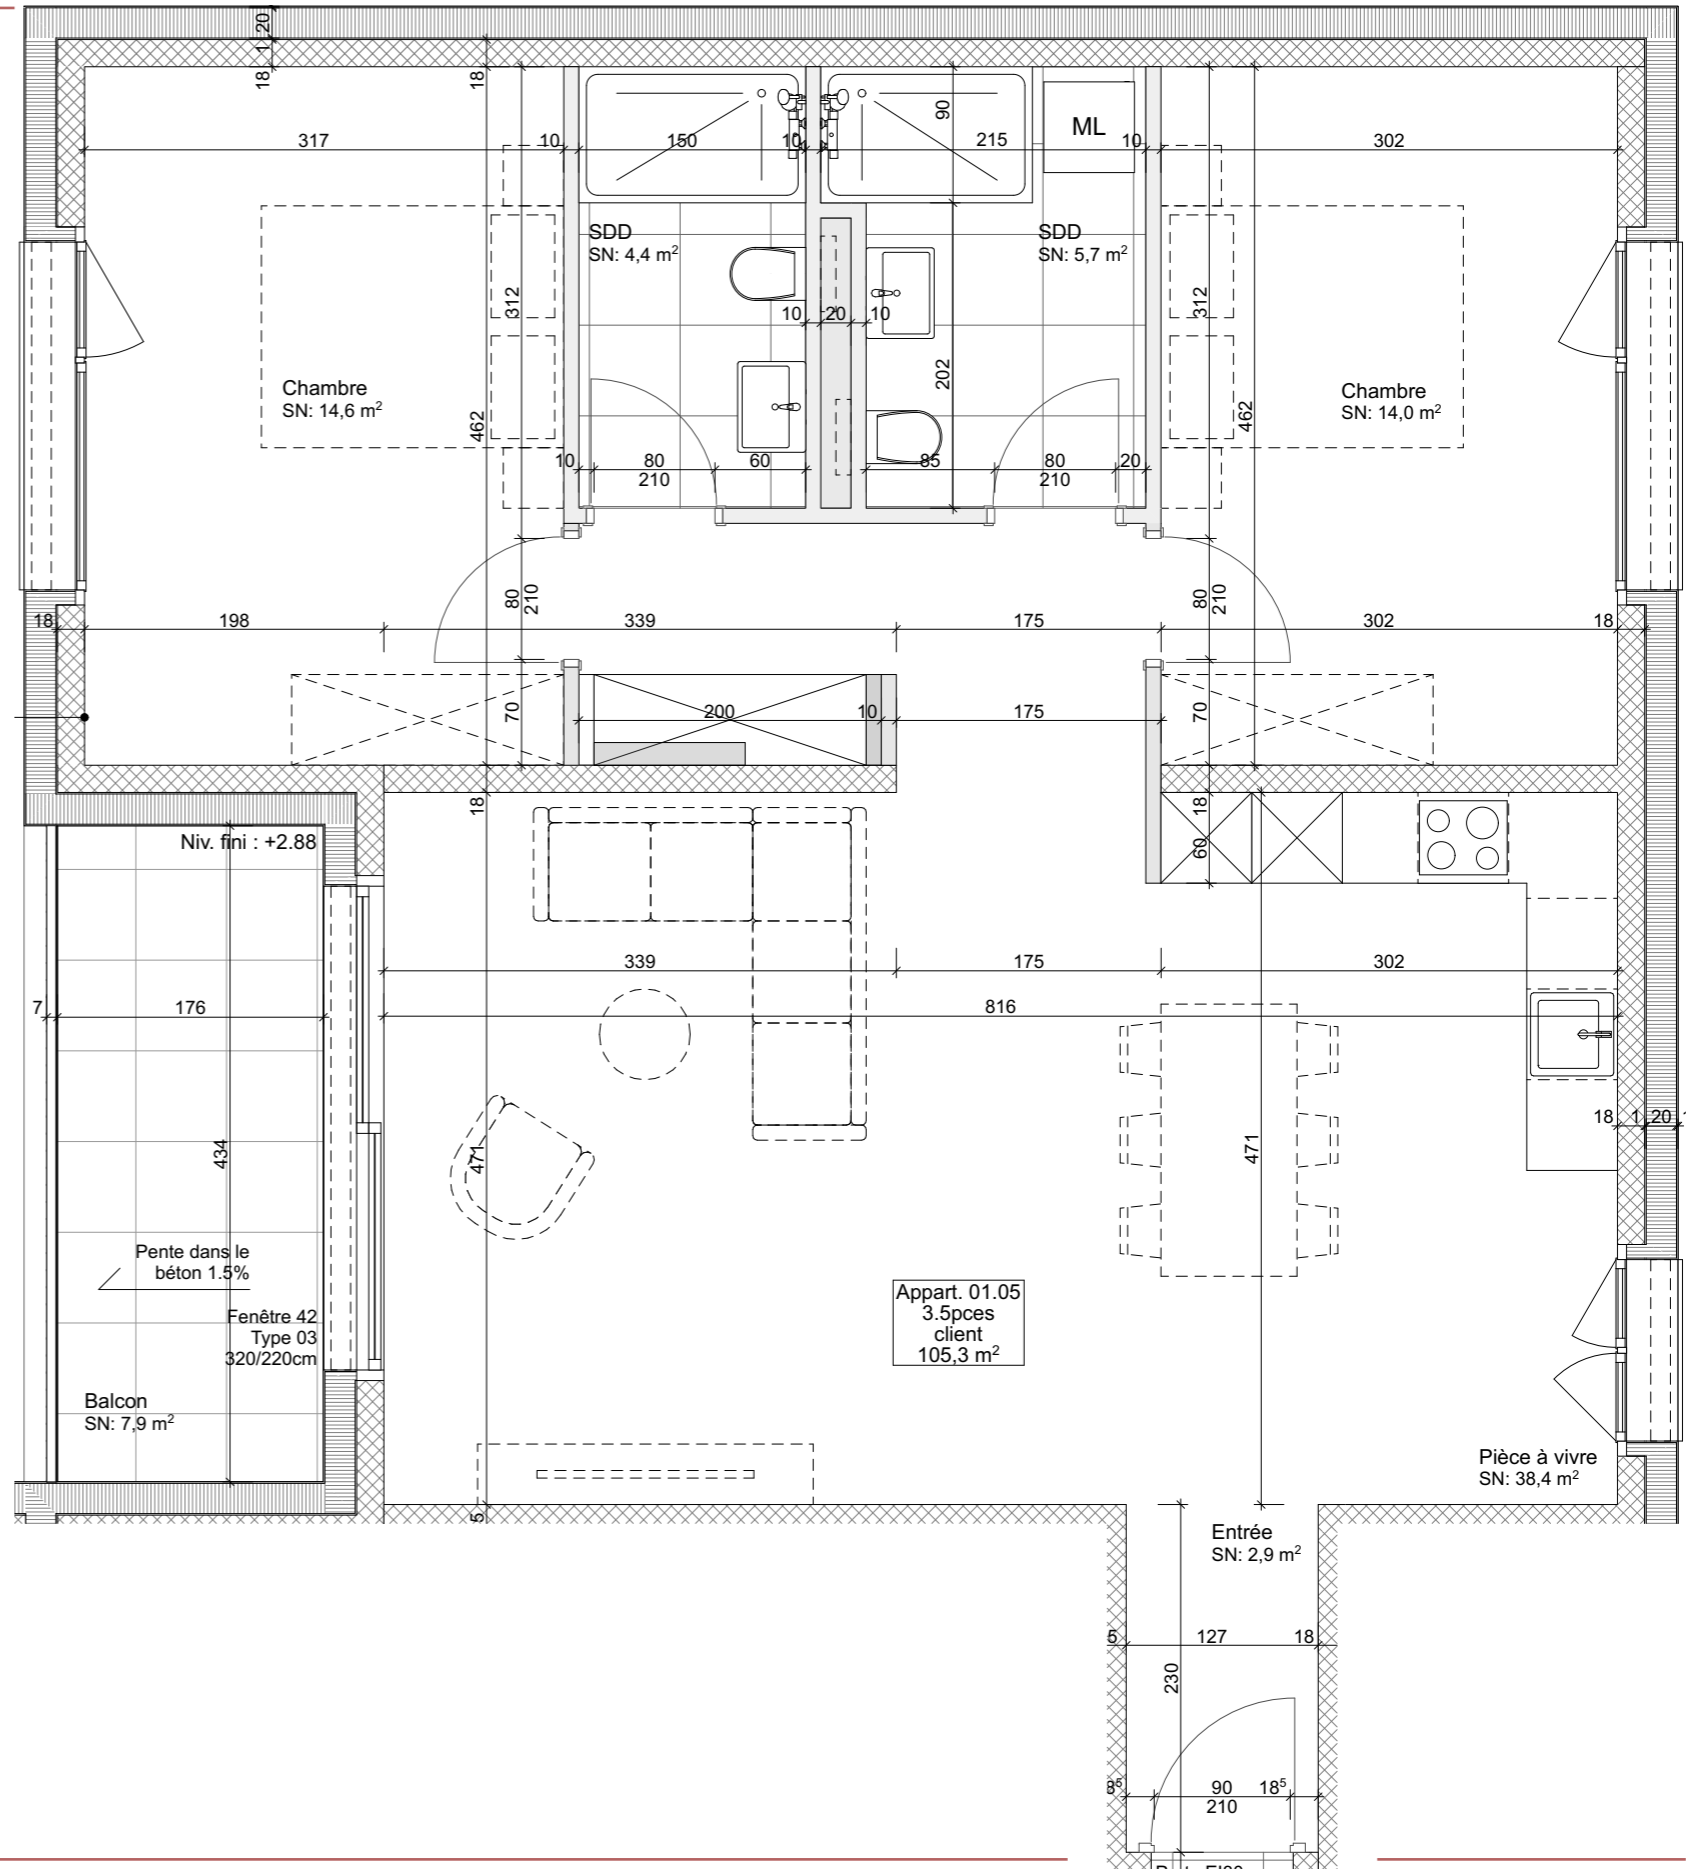 20
1
18
18
317
10
150
10
90
215
ML
10
302
SDD
SN: 4,4 m²
SDD
SN: 5,7 m²
312
10
20
10
312
Chambre
SN: 14,6 m²
202
Chambre
SN: 14,0 m²
462
462
10
80
210
60
85
80
210
20
80
210
80
210
18
198
339
175
302
18
70
200
10
175
70
18
18
60
Niv. fini : +2.88
339
175
302
7
176
816
434
471
471
18
1
20
Pente dans le
béton 1.5%
Fenêtre 42
Type 03
320/220cm
Appart. 01.05
3.5pces
client
105,3 m²
Balcon
SN: 7,9 m²
Pièce à vivre
SN: 38,4 m²
5
Entrée
SN: 2,9 m²
5
127
18
230
90
210
18⁵